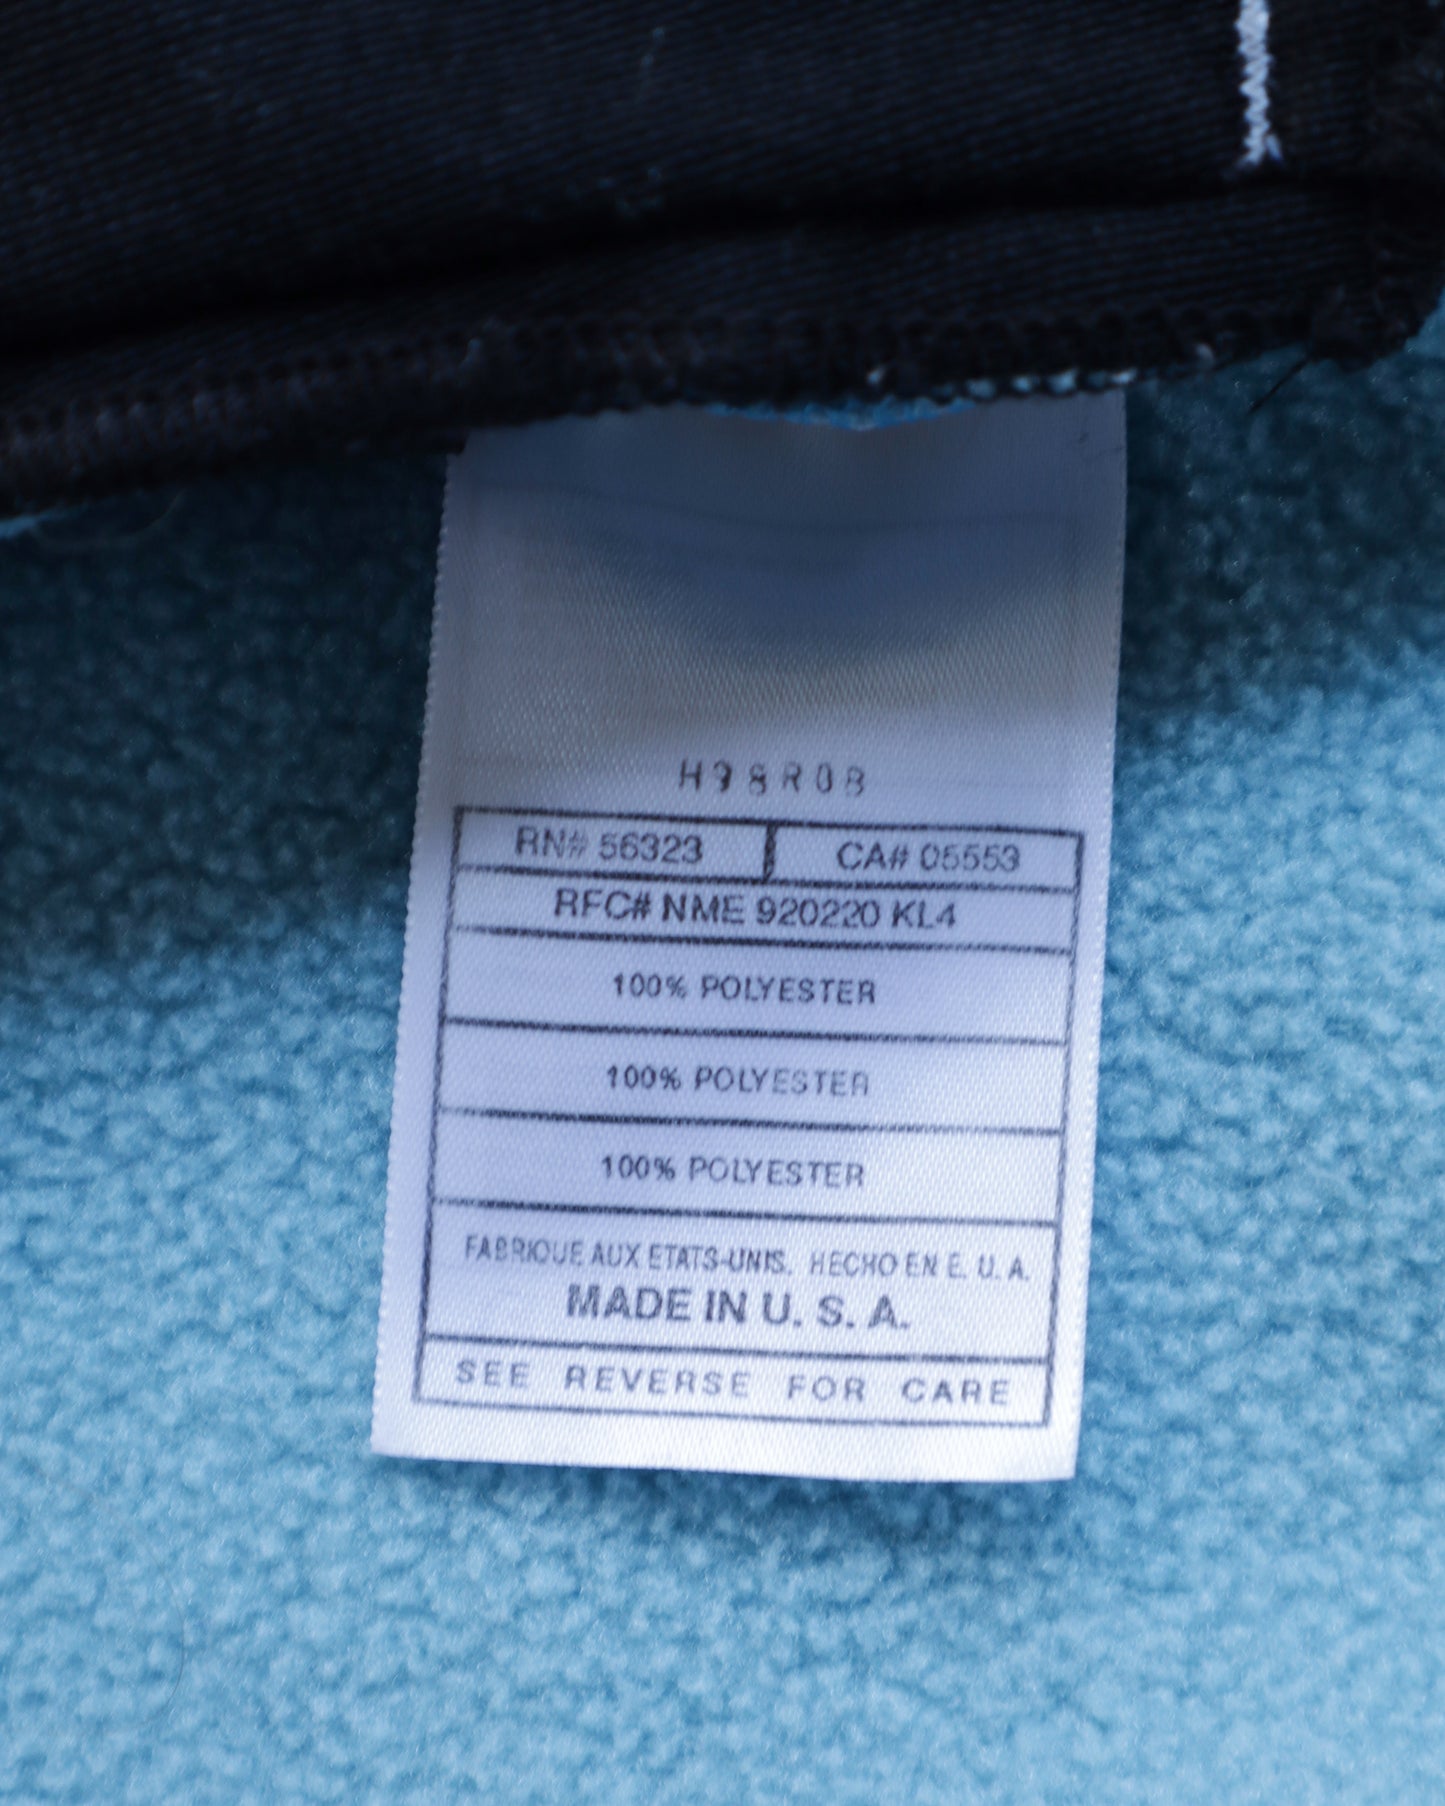 H98R08
RN# 56323 CA# 05553
RFC# NME 920220 KL4
100% POLYESTER
100% POLYESTER
100% POLYESTER
FABRIQUE AUX ETATS-UNIS. HECHO EN E. U. A.
MADE IN U. S. A.
SEE REVERSE FOR CARE